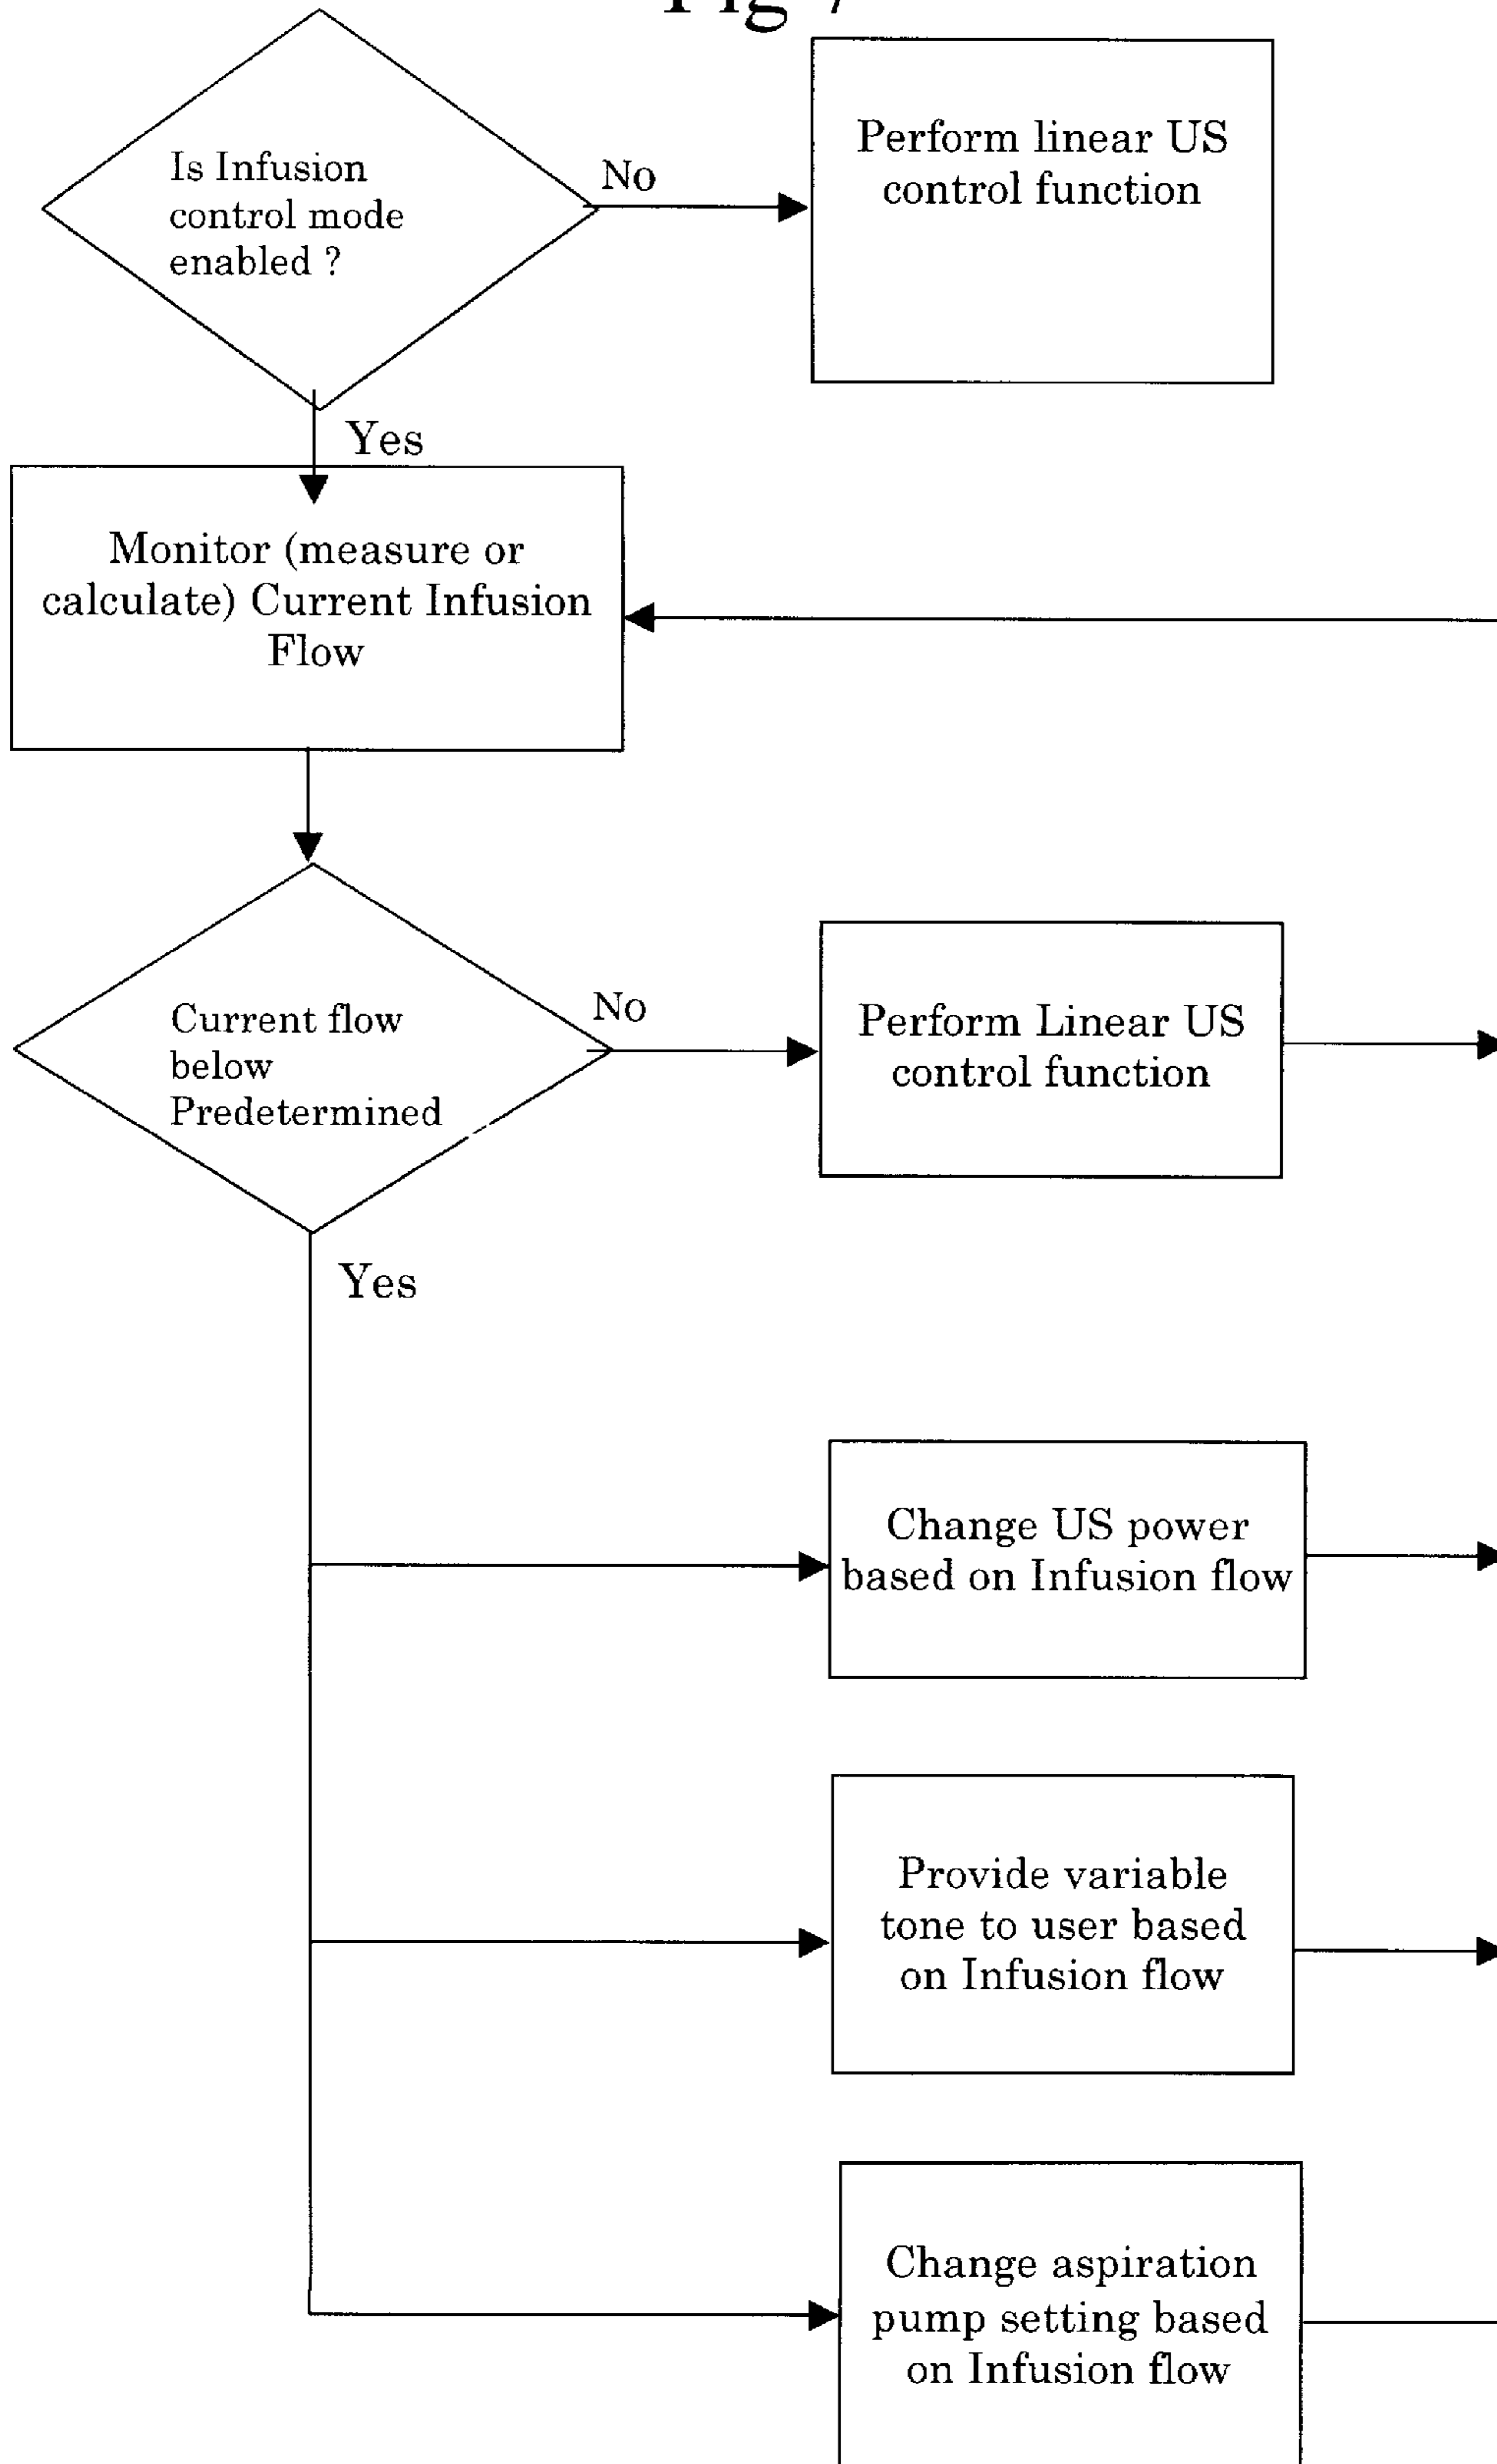 Fig 7
Is Infusion
control mode
enabled ?
No
Perform linear US
control function
Yes
Monitor (measure or
calculate) Current Infusion
Flow
Current flow
below
Predetermined
No
Perform Linear US
control function
Yes
Change US power
based on Infusion flow
Provide variable
tone to user based
on Infusion flow
Change aspiration
pump setting based
on Infusion flow